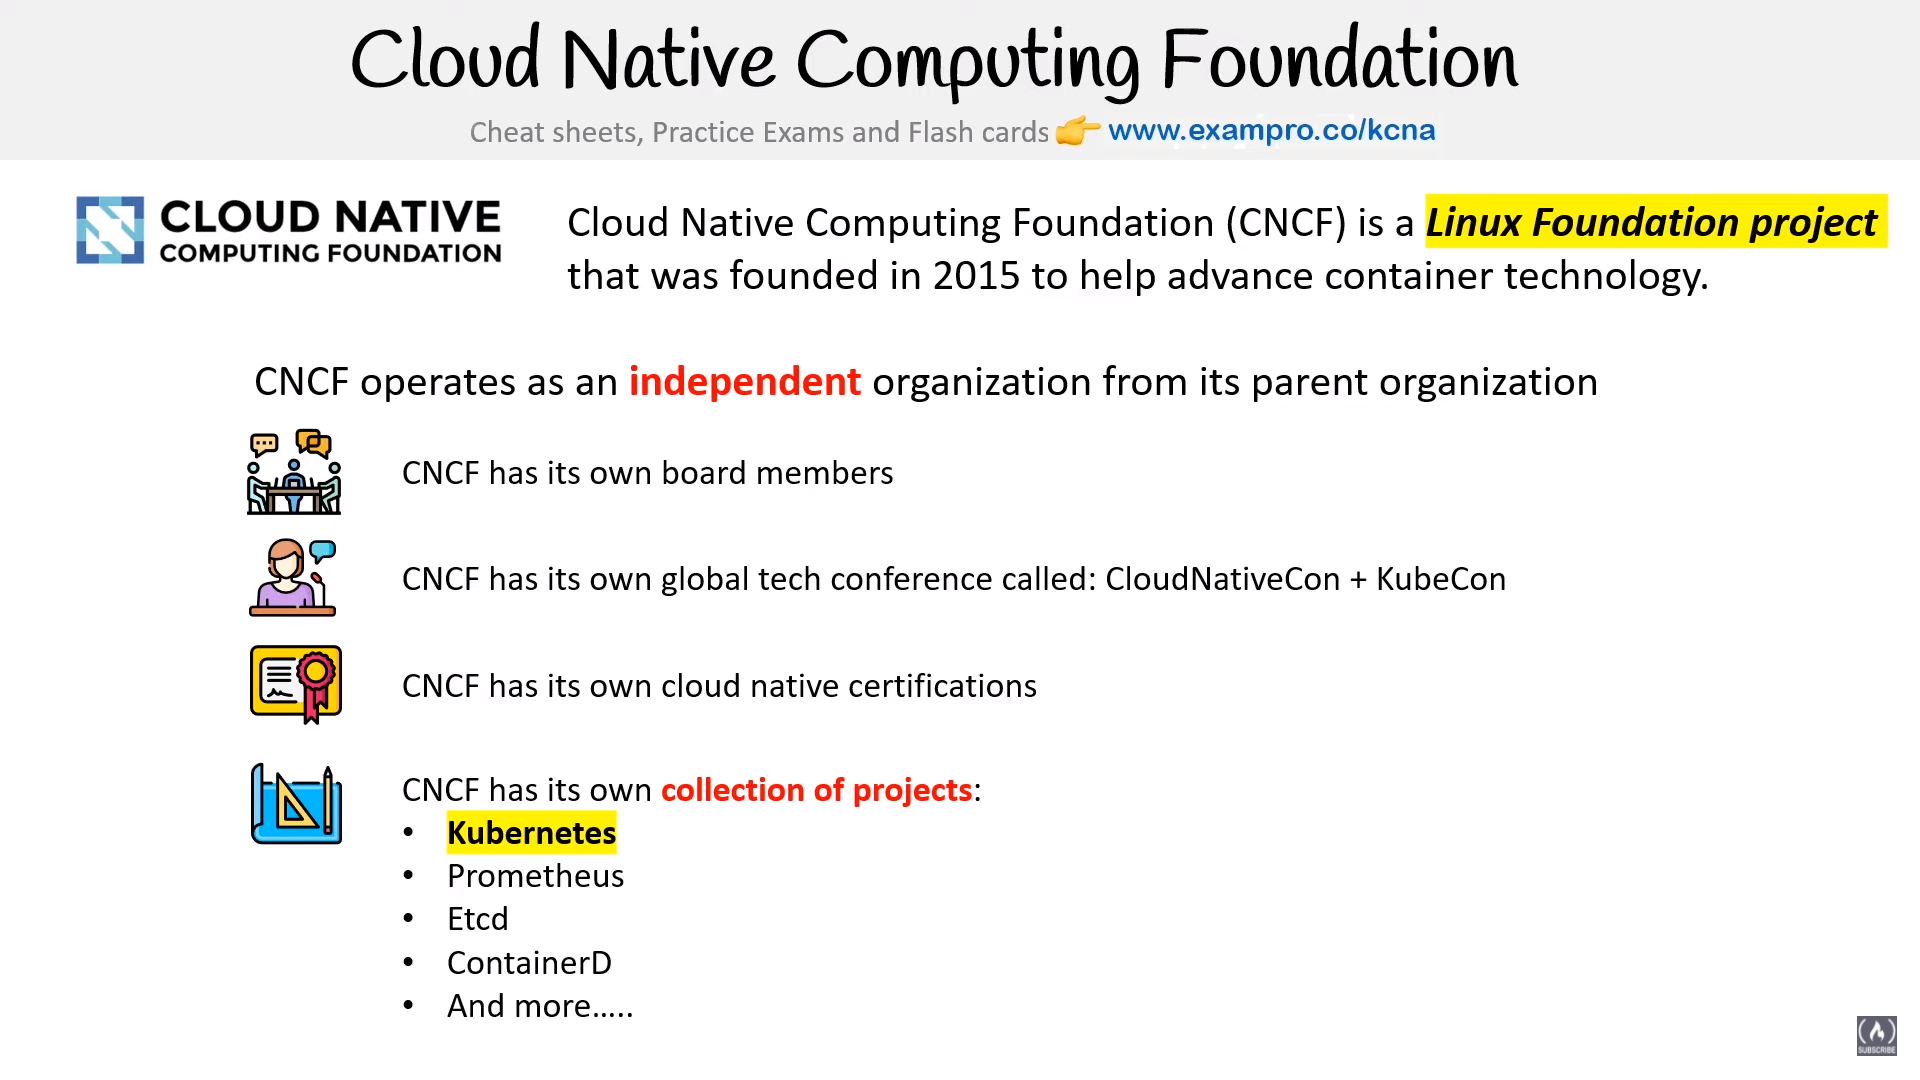 Cloud Native Computing Foundation
Cheat sheets, Practice Exams and Flash cards 👉 www.exampro.co/kcna
CLOUD NATIVE
COMPUTING FOUNDATION
Cloud Native Computing Foundation (CNCF) is a Linux Foundation project
that was founded in 2015 to help advance container technology.
CNCF operates as an independent organization from its parent organization
CNCF has its own board members
CNCF has its own global tech conference called: CloudNativeCon + KubeCon
CNCF has its own cloud native certifications
CNCF has its own collection of projects:
• Kubernetes
• Prometheus
• Etcd
• ContainerD
• And more…..
SUBSCRIBE